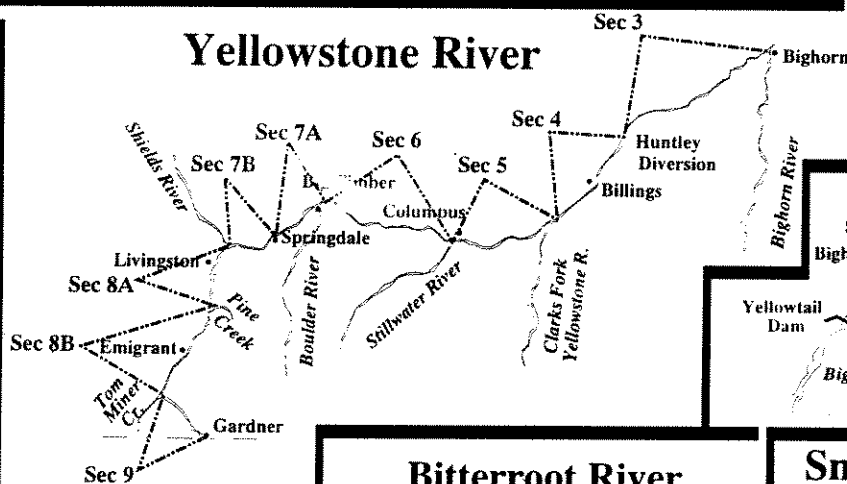 Sec 3
Yellowstone River
Bighorn
Sec 7A
Sec 6
Sec 4
Shields River
Sec 7B
Sec 5
Huntley
Diversion
Billings
Columbus
Bighorn River
Springdale
Livingston
Sec 8A
Pine
Creek
Boulder River
Stillwater River
Clarks Fork
Yellowstone R.
Yellowtail
Dam
Sec 8B
Emigrant
Tom
Miner
Cr.
Gardner
Sec 9
Bitterroot River